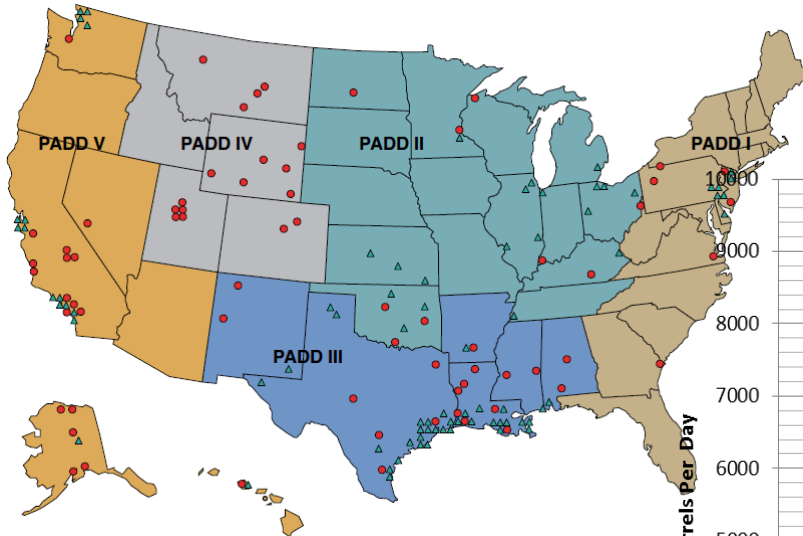 PADD V
PADD IV
PADD II
PADD I
PADD III
10000
9000
8000
7000
6000
rrels Per Day